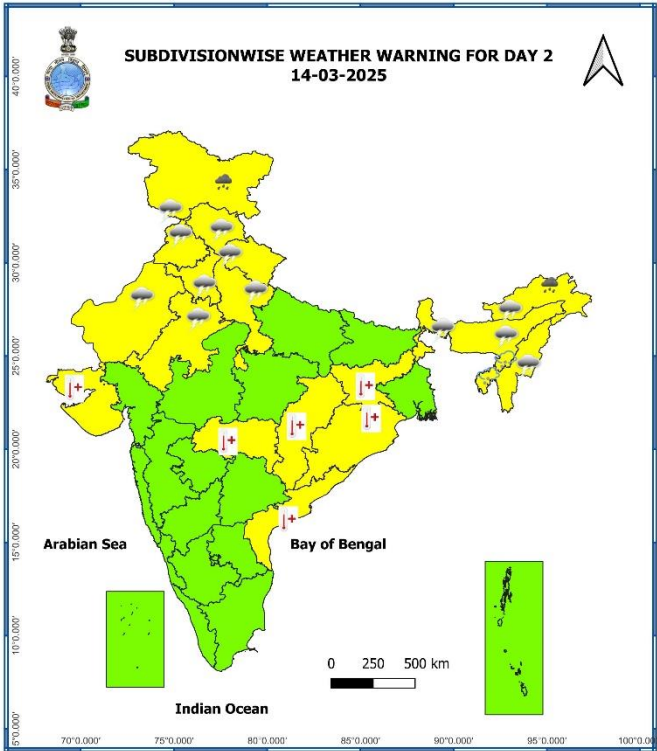 SUBDIVISIONWISE WEATHER WARNING FOR DAY 2
14-03-2025
40°0.000'
35°0.000'
30°0.000'
25°0.000'
20°0.000'
15°0.000'
10°0.000'
5°0.000'
Arabian Sea
Bay of Bengal
0 250 500 km
Indian Ocean
70°0.000' 75°0.000' 80°0.000' 85°0.000' 90°0.000' 95°0.000' 100°0.00